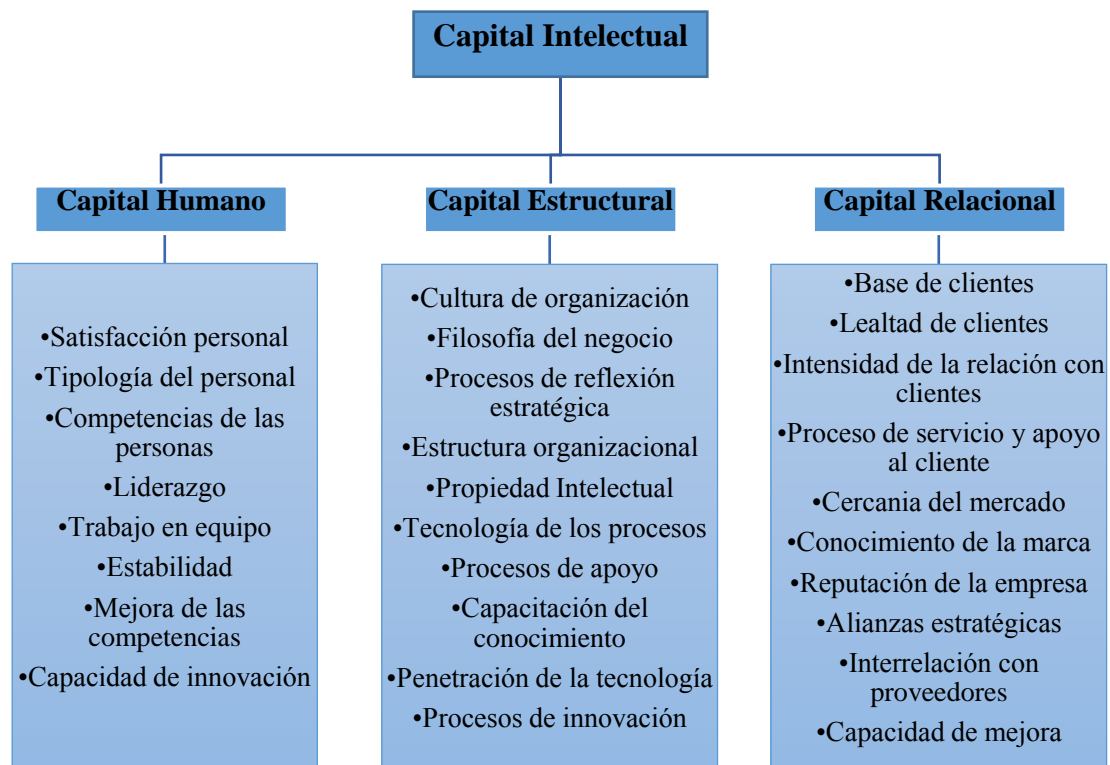 Capital Intelectual
Capital Humano
•Satisfacción personal
•Tipología del personal
•Competencias de las
personas
•Liderazgo
•Trabajo en equipo
•Estabilidad
•Mejora de las
competencias
•Capacidad de innovación
Capital Estructural
•Cultura de organización
•Filosofía del negocio
•Procesos de reflexión
estratégica
•Estructura organizacional
•Propiedad Intelectual
•Tecnología de los procesos
•Procesos de apoyo
•Capacitación del
conocimiento
•Penetración de la tecnología
•Procesos de innovación
Capital Relacional
•Base de clientes
•Lealtad de clientes
•Intensidad de la relación con
clientes
•Proceso de servicio y apoyo
al cliente
•Cercania del mercado
•Conocimiento de la marca
•Reputación de la empresa
•Alianzas estratégicas
•Interrelación con
proveedores
•Capacidad de mejora